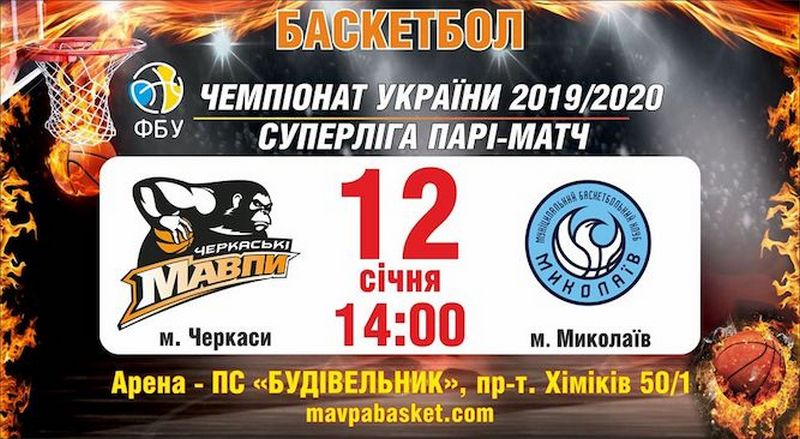 БАСКЕТБОЛ
ФБУ
ЧЕМПІОНАТ УКРАЇНИ 2019/2020
СУПЕРЛІГА ПАРІ-МАТЧ
ЧЕРКАСЬКІ
МАВПИ
м. Черкаси
12
січня
14:00
МУНІЦИПАЛЬНИЙ БАСКЕТБОЛЬНИЙ КЛУБ
МИКОЛАЇВ
м. Миколаїв
Арена - ПС «БУДІВЕЛЬНИК», пр-т. Хіміків 50/1
mavpabasket.com